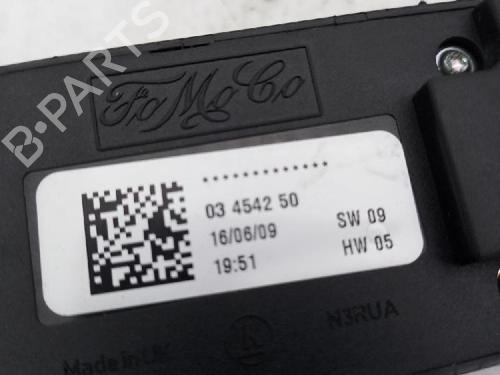 FoMoCo
B-PARTS
•••••••••••••
03 4542 50
16/06/09
19:51
SW 09
HW 05
N3RUA
Made in UK